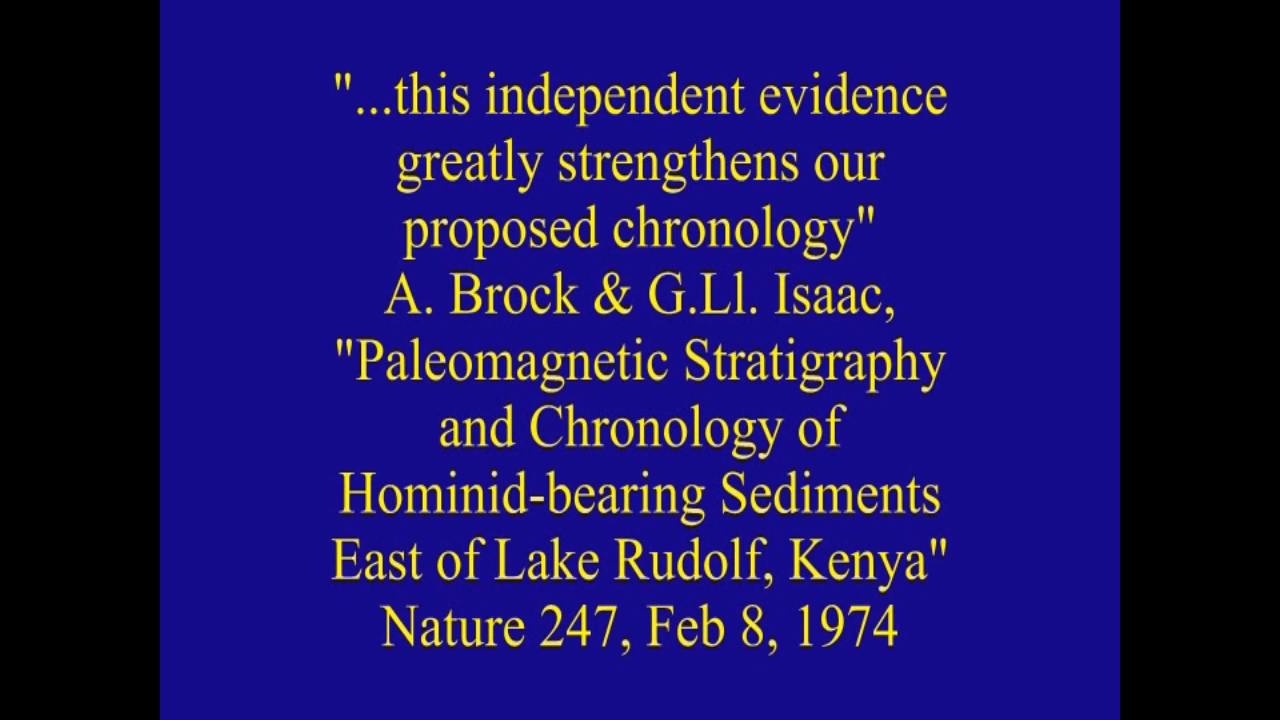 "...this independent evidence
greatly strengthens our
proposed chronology"
A. Brock & G.Ll. Isaac,
"Paleomagnetic Stratigraphy
and Chronology of
Hominid-bearing Sediments
East of Lake Rudolf, Kenya"
Nature 247, Feb 8, 1974